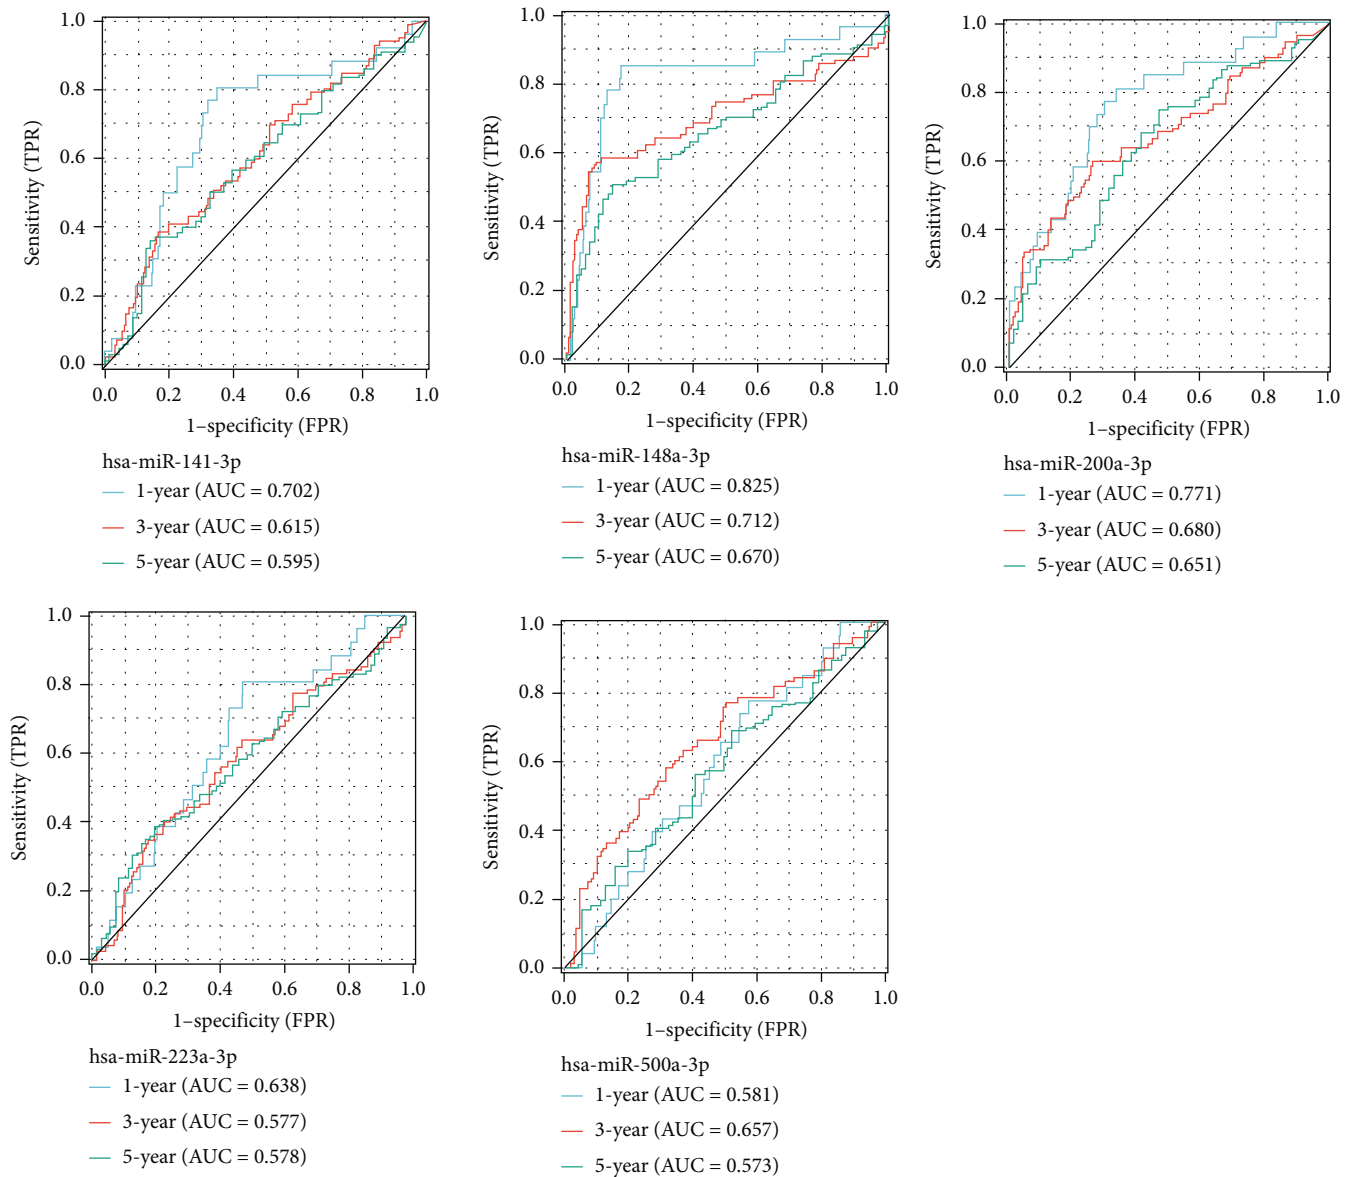 1.0
0.8
0.6
0.4
0.2
0.0
Sensitivity (TPR)
0.0 0.2 0.4 0.6 0.8 1.0
1–specificity (FPR)
hsa-miR-141-3p
1-year (AUC = 0.702)
3-year (AUC = 0.615)
5-year (AUC = 0.595)
1.0
0.8
0.6
0.4
0.2
0.0
Sensitivity (TPR)
0.0 0.2 0.4 0.6 0.8 1.0
1–specificity (FPR)
hsa-miR-148a-3p
1-year (AUC = 0.825)
3-year (AUC = 0.712)
5-year (AUC = 0.670)
1.0
0.8
0.6
0.4
0.2
0.0
Sensitivity (TPR)
0.0 0.2 0.4 0.6 0.8 1.0
1–specificity (FPR)
hsa-miR-200a-3p
1-year (AUC = 0.771)
3-year (AUC = 0.680)
5-year (AUC = 0.651)
1.0
0.8
0.6
0.4
0.2
0.0
Sensitivity (TPR)
0.0 0.2 0.4 0.6 0.8 1.0
1–specificity (FPR)
hsa-miR-223a-3p
1-year (AUC = 0.638)
3-year (AUC = 0.577)
5-year (AUC = 0.578)
1.0
0.8
0.6
0.4
0.2
0.0
Sensitivity (TPR)
0.0 0.2 0.4 0.6 0.8 1.0
1–specificity (FPR)
hsa-miR-500a-3p
1-year (AUC = 0.581)
3-year (AUC = 0.657)
5-year (AUC = 0.573)